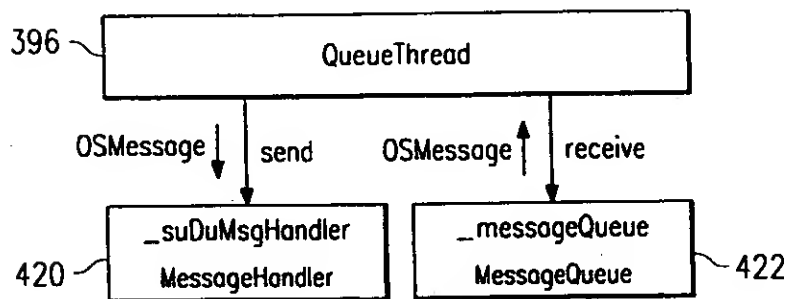 396
QueueThread
OSMessage send
OSMessage receive
_suDuMsgHandler
MessageHandler
420
_messageQueue
MessageQueue
422